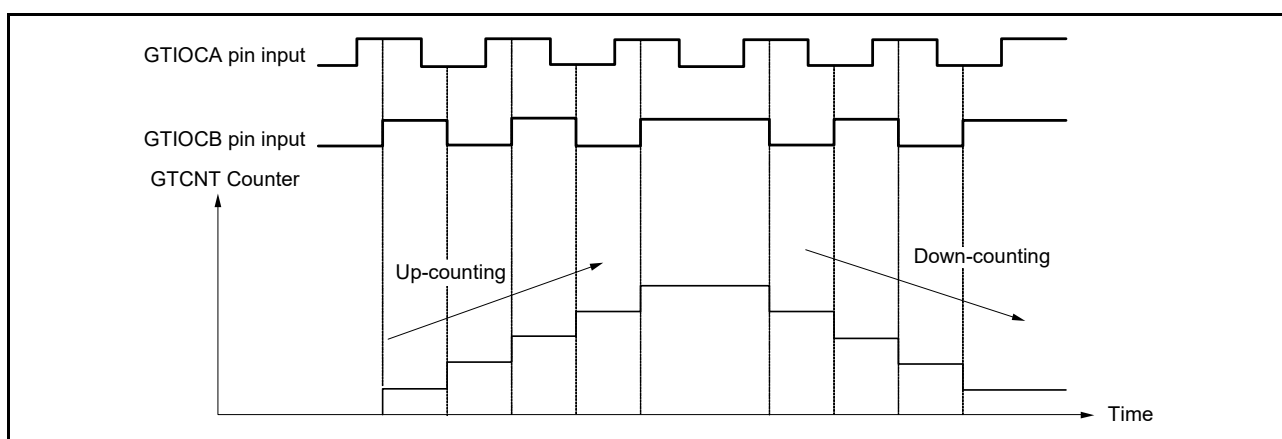 GTIOCA pin input
GTIOCB pin input
GTCNT Counter
Up-counting
Down-counting
Time